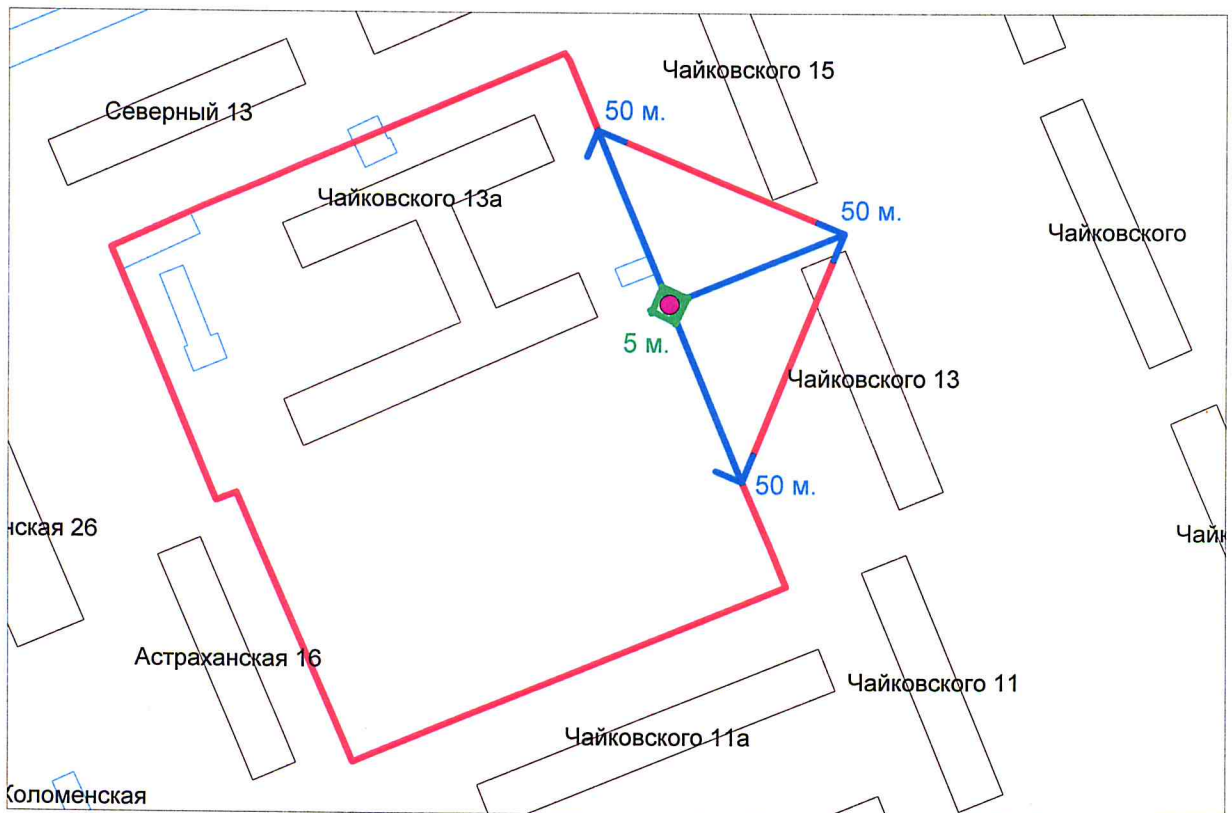 Чайковского 15
Северный 13
50 м.
Чайковского 13а
50 м.
Чайковского
5 м.
Чайковского 13
50 м.
нская 26
Чайк
Астраханская 16
Чайковского 11
Чайковского 11а
Коломенская